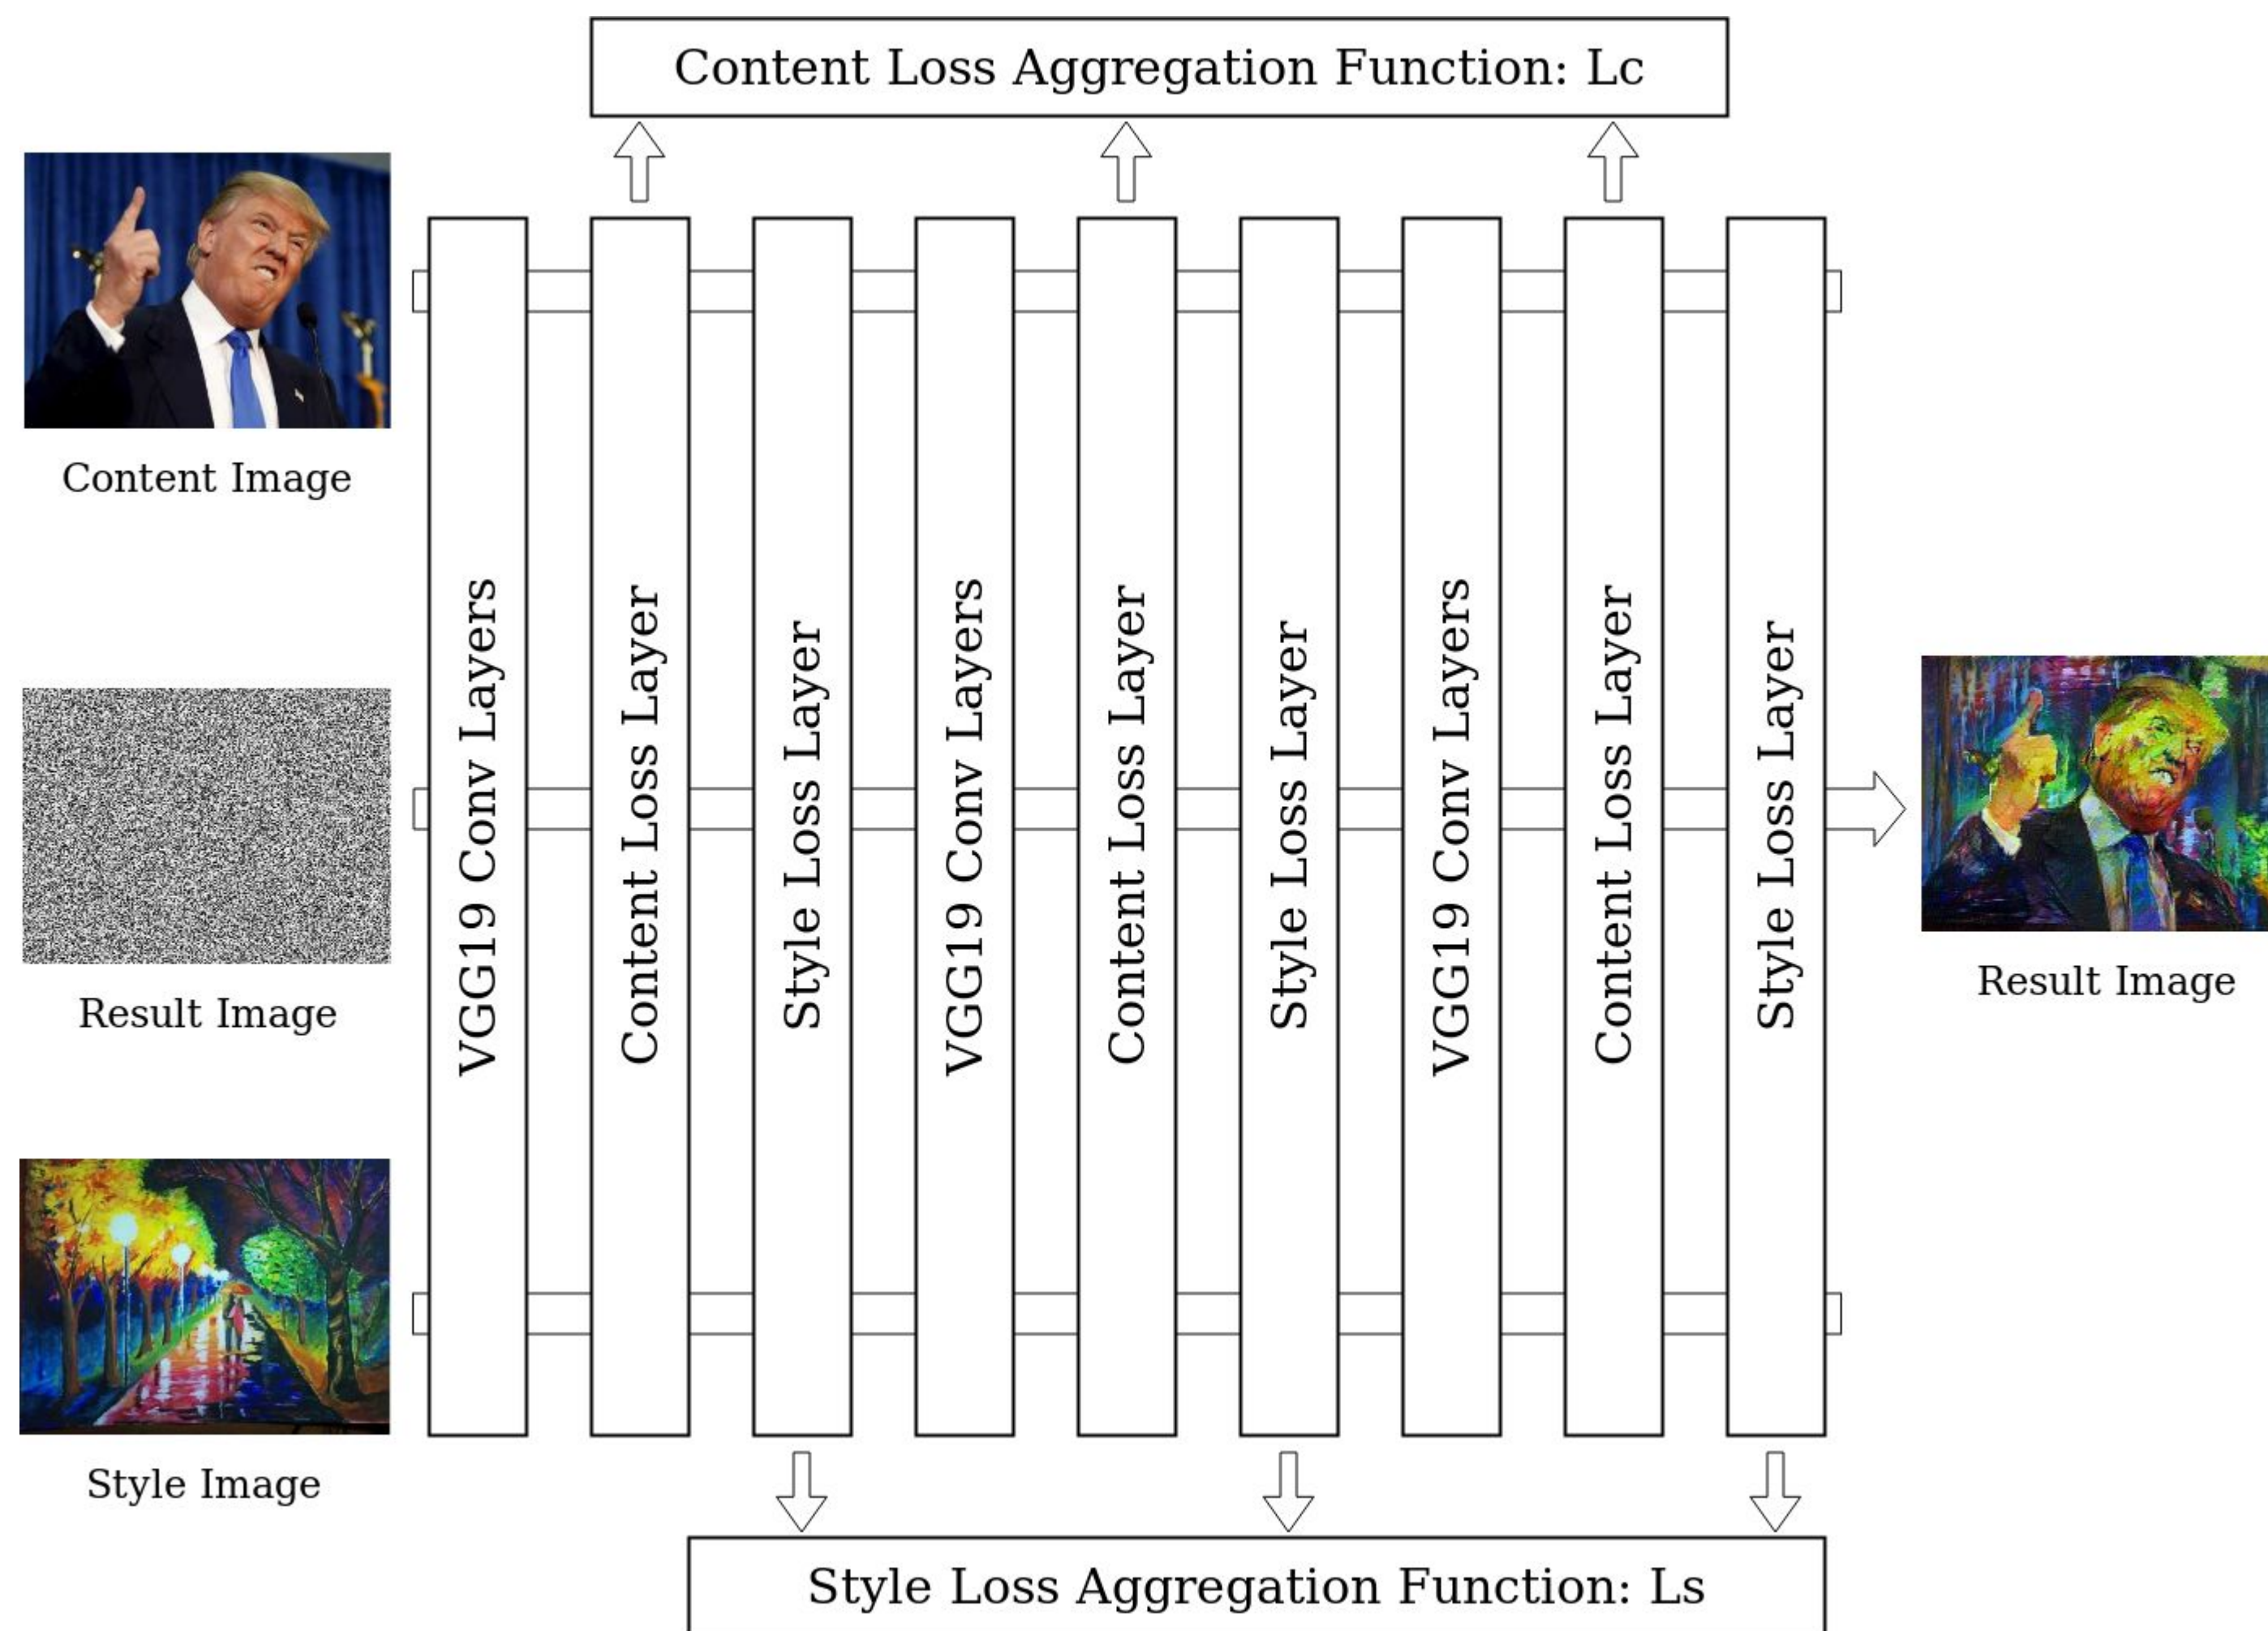 Content Loss Aggregation Function: Lc
Content Image
Result Image
Style Image
VGG19 Conv Layers
Content Loss Layer
Style Loss Layer
VGG19 Conv Layers
Content Loss Layer
Style Loss Layer
VGG19 Conv Layers
Content Loss Layer
Style Loss Layer
Result Image
Style Loss Aggregation Function: Ls